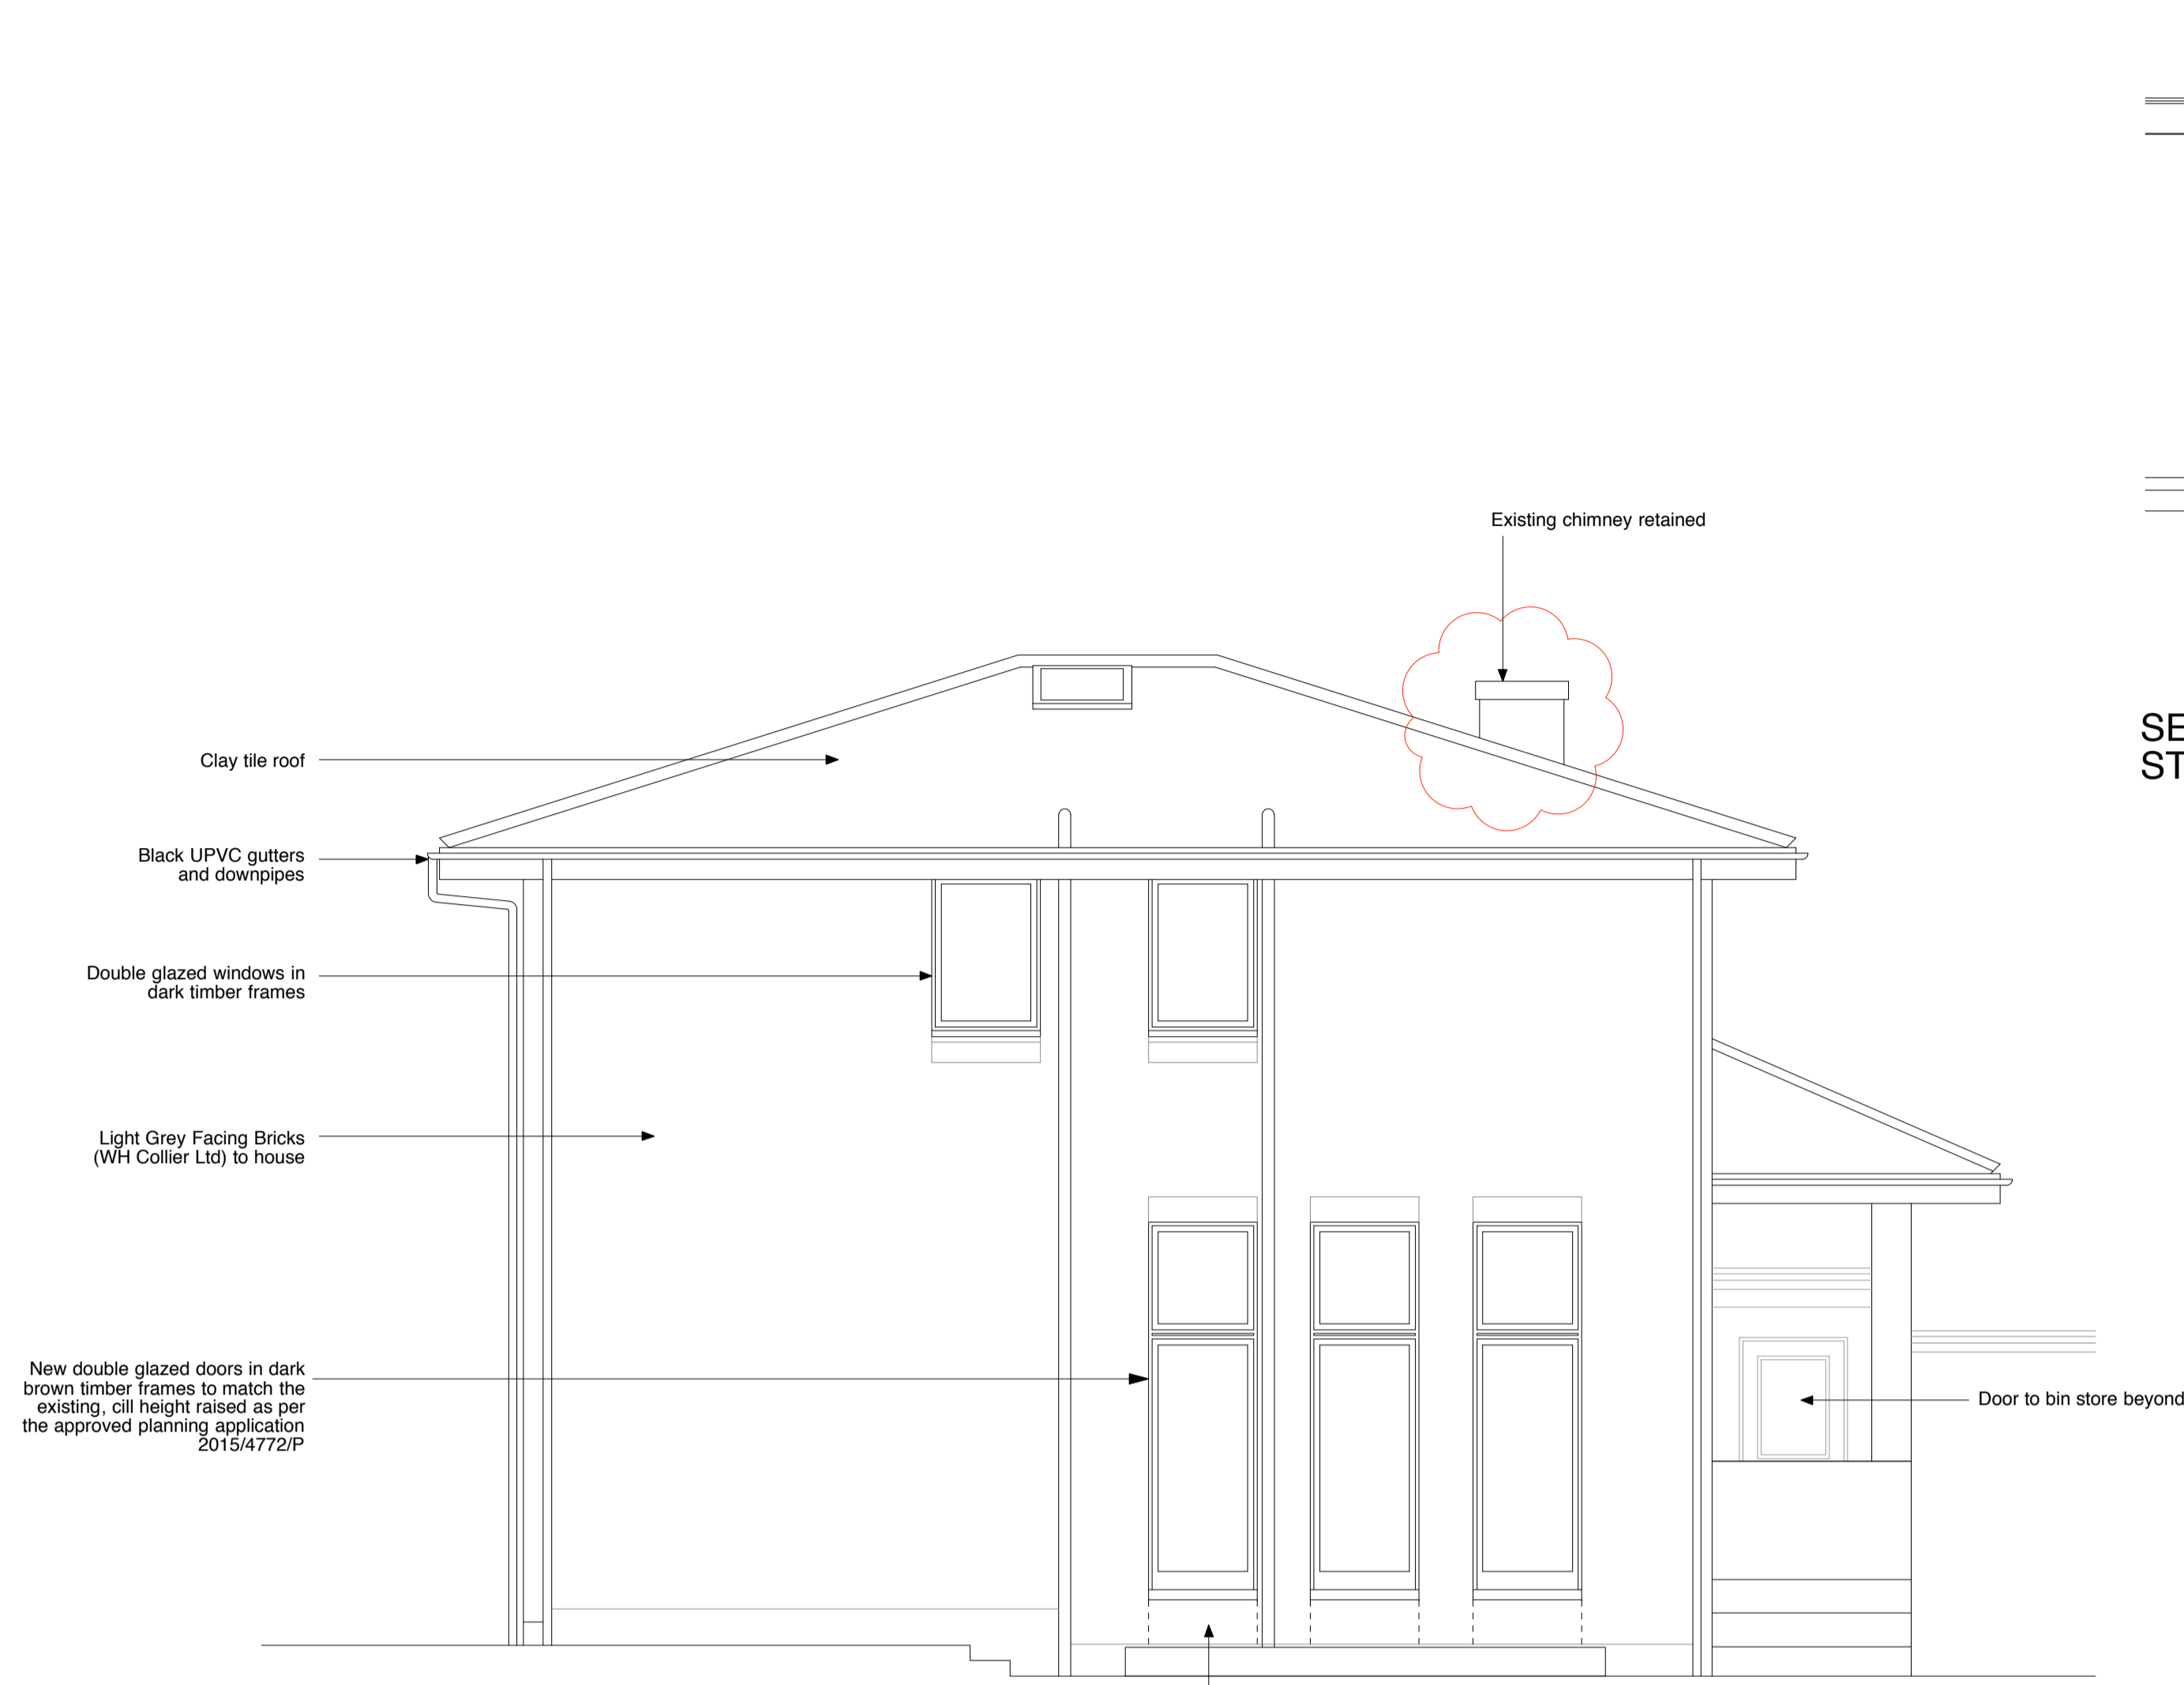 Existing chimney retained
SE
ST
Clay tile roof
Black UPVC gutters
and downpipes
Double glazed windows in
dark timber frames
Light Grey Facing Bricks
(WH Collier Ltd) to house
New double glazed doors in dark
brown timber frames to match the
existing, cill height raised as per
the approved planning application
2015/4772/P
Door to bin store beyond